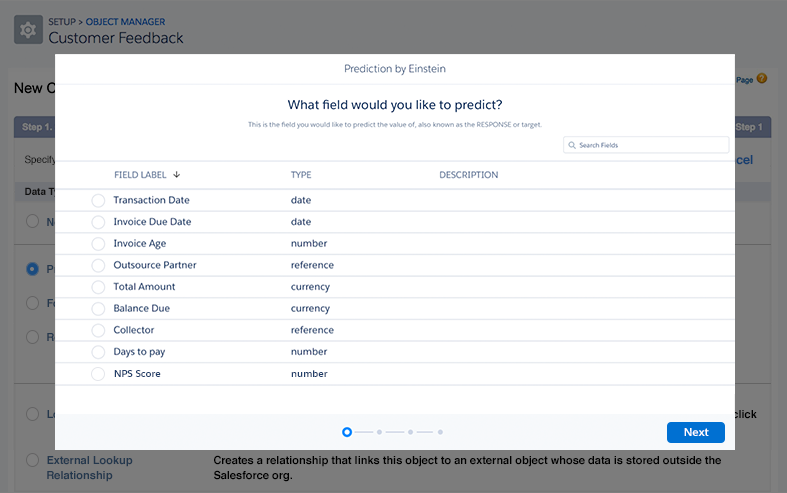 SETUP > OBJECT MANAGER
Customer Feedback
Prediction by Einstein
New C
Page ?
What field would you like to predict?
This is the field you would like to predict the value of, also known as the RESPONSE or target.
Step 1.
Step 1
Search Fields
Specify
cel
FIELD LABEL TYPE DESCRIPTION
Data Ty
Transaction Date date
Invoice Due Date date
N
Invoice Age number
Outsource Partner reference
P
Total Amount currency
Balance Due currency
Collector reference
R
Days to pay number
NPS Score number
click
Next
External Lookup
Relationship
Creates a relationship that links this object to an external object whose data is stored outside the
Salesforce org.